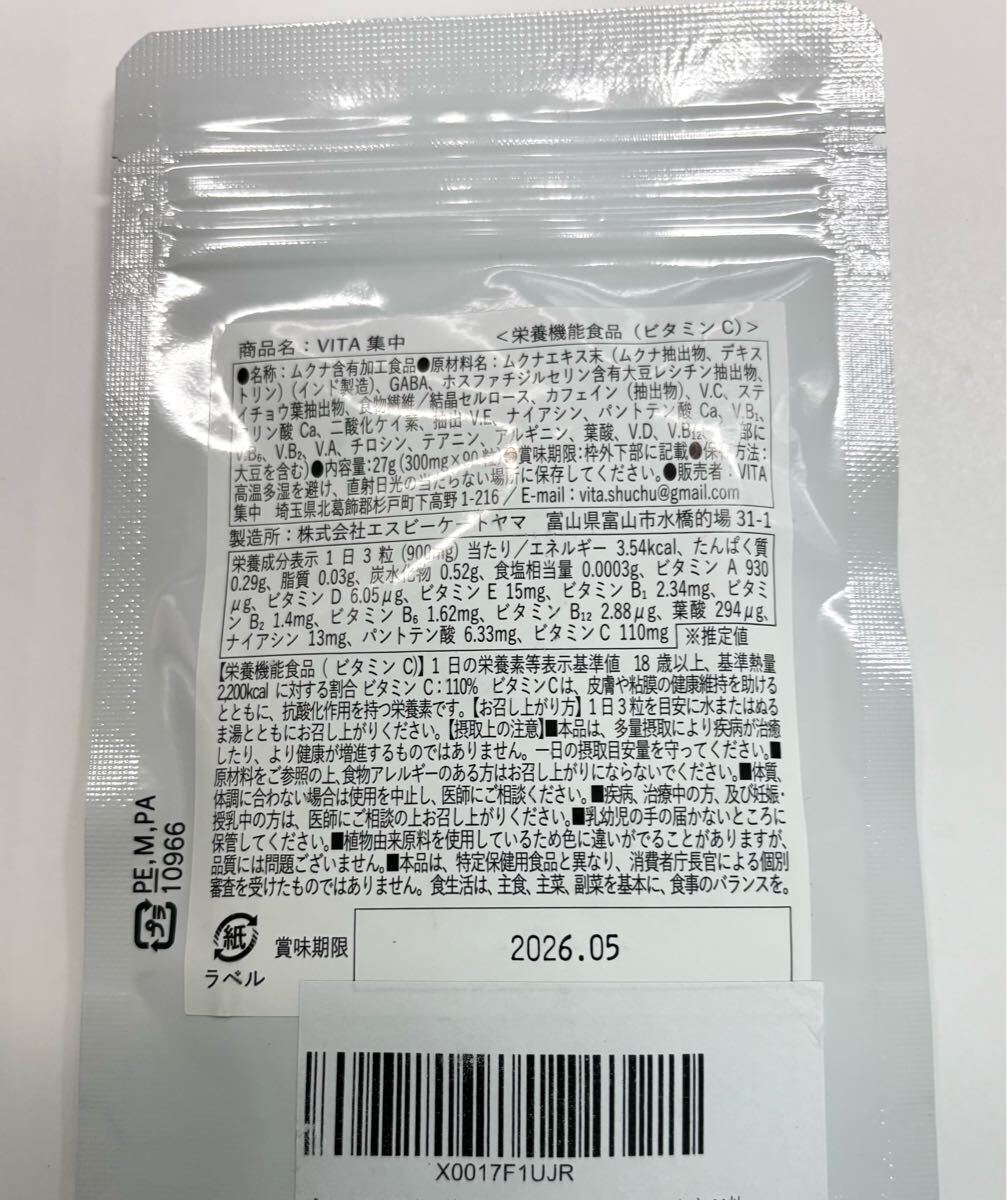 商品名：VITA 集中　＜栄養機能食品（ビタミンC）＞
●名称：ムクナ含有加工食品●原材料名：ムクナエキス末（ムクナ抽出物、デキス
トリン）（インド製造）、GABA、ホスファチジルセリン含有大豆レシチン抽出物、
イチョウ葉抽出物、食物繊維／結晶セルロース、カフェイン（抽出物）、V.C、ステ
リン酸 Ca、二酸化ケイ素、抽出 V.E、ナイアシン、パントテン酸 Ca、V.B₁、
V.B₆、V.B₂、V.A、チロシン、テアニン、アルギニン、葉酸、V.D、V.B₁₂、 部に
大豆を含む）●内容量：27g（300mg×90粒）●賞味期限：枠外下部に記載●保 方法：
高温多湿を避け、直射日光の当たらない場所に保存してください。●販売者：VITA
集中　埼玉県北葛飾郡杉戸町下高野1-216／E-mail：vita.shuchu@gmail.com
製造所：株式会社エスビーケートヤマ　富山県富山市水橋的場 31-1
栄養成分表示 1 日 3 粒（900mg）当たり／エネルギー 3.54kcal、たんぱく質
0.29g、脂質 0.03g、炭水化物 0.52g、食塩相当量 0.0003g、ビタミン A 930
μg、ビタミン D 6.05μg、ビタミン E 15mg、ビタミン B₁ 2.34mg、ビタミ
ン B₂ 1.4mg、ビタミン B₆ 1.62mg、ビタミン B₁₂ 2.88μg、葉酸 294μg、
ナイアシン 13mg、パントテン酸 6.33mg、ビタミンC 110mg ※推定値
【栄養機能食品（ビタミンC）】1 日の栄養素等表示基準値　18 歳以上、基準熱量
2,200kcal に対する割合 ビタミン C：110%　ビタミンCは、皮膚や粘膜の健康維持を助ける
とともに、抗酸化作用を持つ栄養素です。【お召し上がり方】1日3粒を目安に水またはぬる
ま湯とともにお召し上がりください。【摂取上の注意】■本品は、多量摂取により疾病が治癒
したり、より健康が増進するものではありません。一日の摂取目安量を守ってください。■
原材料をご参照の上、食物アレルギーのある方はお召し上がりにならないでください。■体質、
体調に合わない場合は使用を中止し、医師にご相談ください。■疾病、治療中の方、及び妊娠・
授乳中の方は、医師にご相談の上お召し上がりください。■乳幼児の手の届かないところに
保管してください。■植物由来原料を使用しているため色に違いがでることがありますが、
品質には問題ございません。■本品は、特定保健用食品と異なり、消費者庁長官による個別
審査を受けたものではありません。食生活は、主食、主菜、副菜を基本に、食事のバランスを。
プラ PE, M, PA
10966
紙
ラベル
賞味期限
2026.05
X0017F1UJR